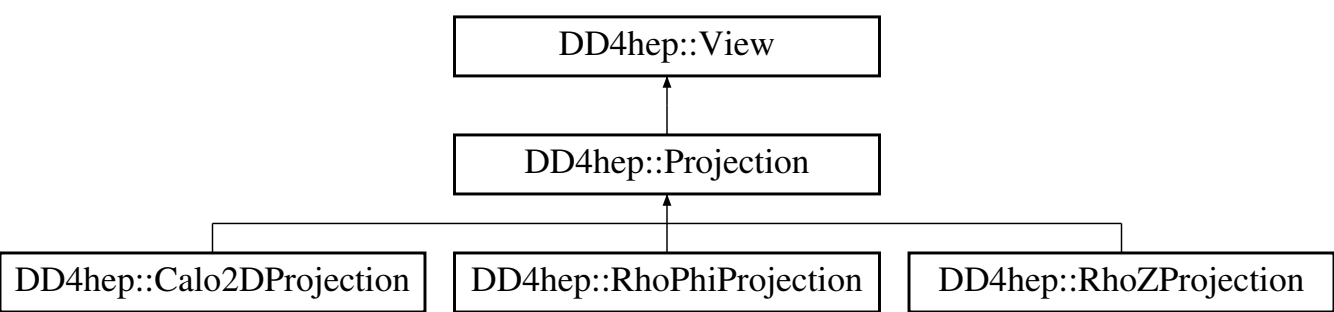 DD4hep::View
DD4hep::Projection
DD4hep::Calo2DProjection
DD4hep::RhoPhiProjection
DD4hep::RhoZProjection